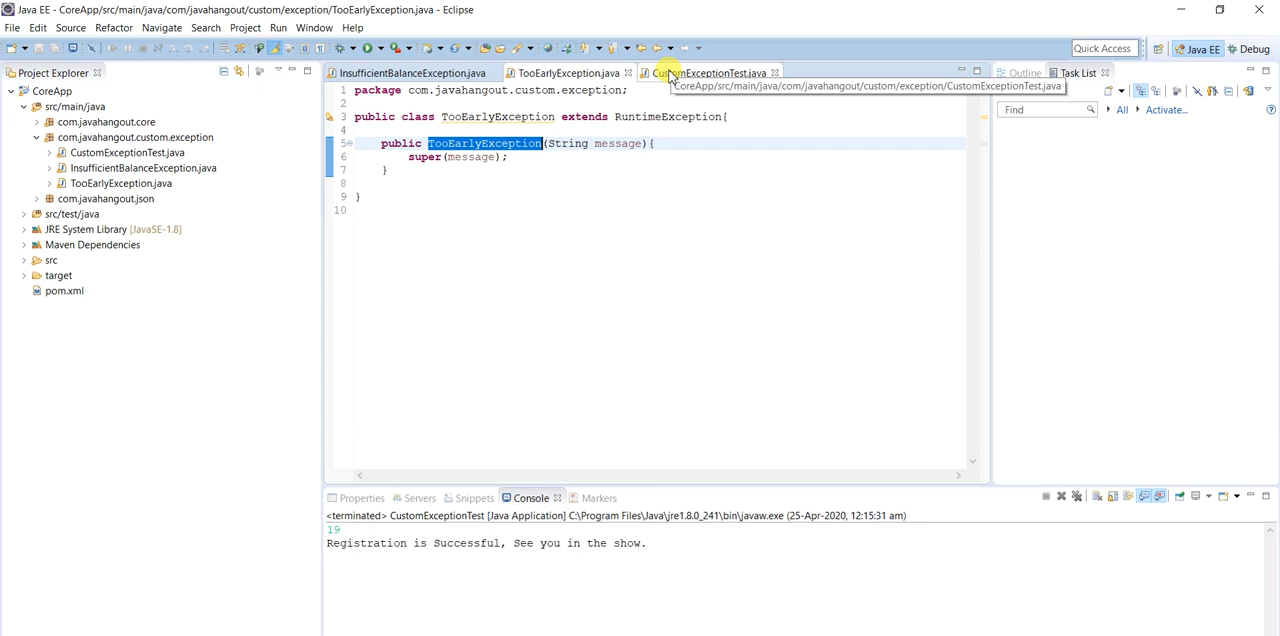 Java EE - CoreApp/src/main/java/com/javahangout/custom/exception/TooEarlyException.java - Eclipse
File Edit Source Refactor Navigate Search Project Run Window Help
Quick Access Java EE Debug
Project Explorer
CoreApp
src/main/java
com.javahangout.core
com.javahangout.custom.exception
CustomExceptionTest.java
InsufficientBalanceException.java
TooEarlyException.java
com.javahangout.json
src/test/java
JRE System Library [JavaSE-1.8]
Maven Dependencies
src
target
pom.xml
InsufficientBalanceException.java TooEarlyException.java CustomExceptionTest.java
CoreApp/src/main/java/com/javahangout/custom/exception/CustomExceptionTest.java
1 package com.javahangout.custom.exception;
2
3 public class TooEarlyException extends RuntimeException{
4
5 public TooEarlyException(String message){
6 super(message);
7 }
8
9 }
10
Outline Task List
Find All Activate...
Properties Servers Snippets Console Markers
<terminated> CustomExceptionTest [Java Application] C:\Program Files\Java\jre1.8.0_241\bin\javaw.exe (25-Apr-2020, 12:15:31 am)
19
Registration is Successful, See you in the show.